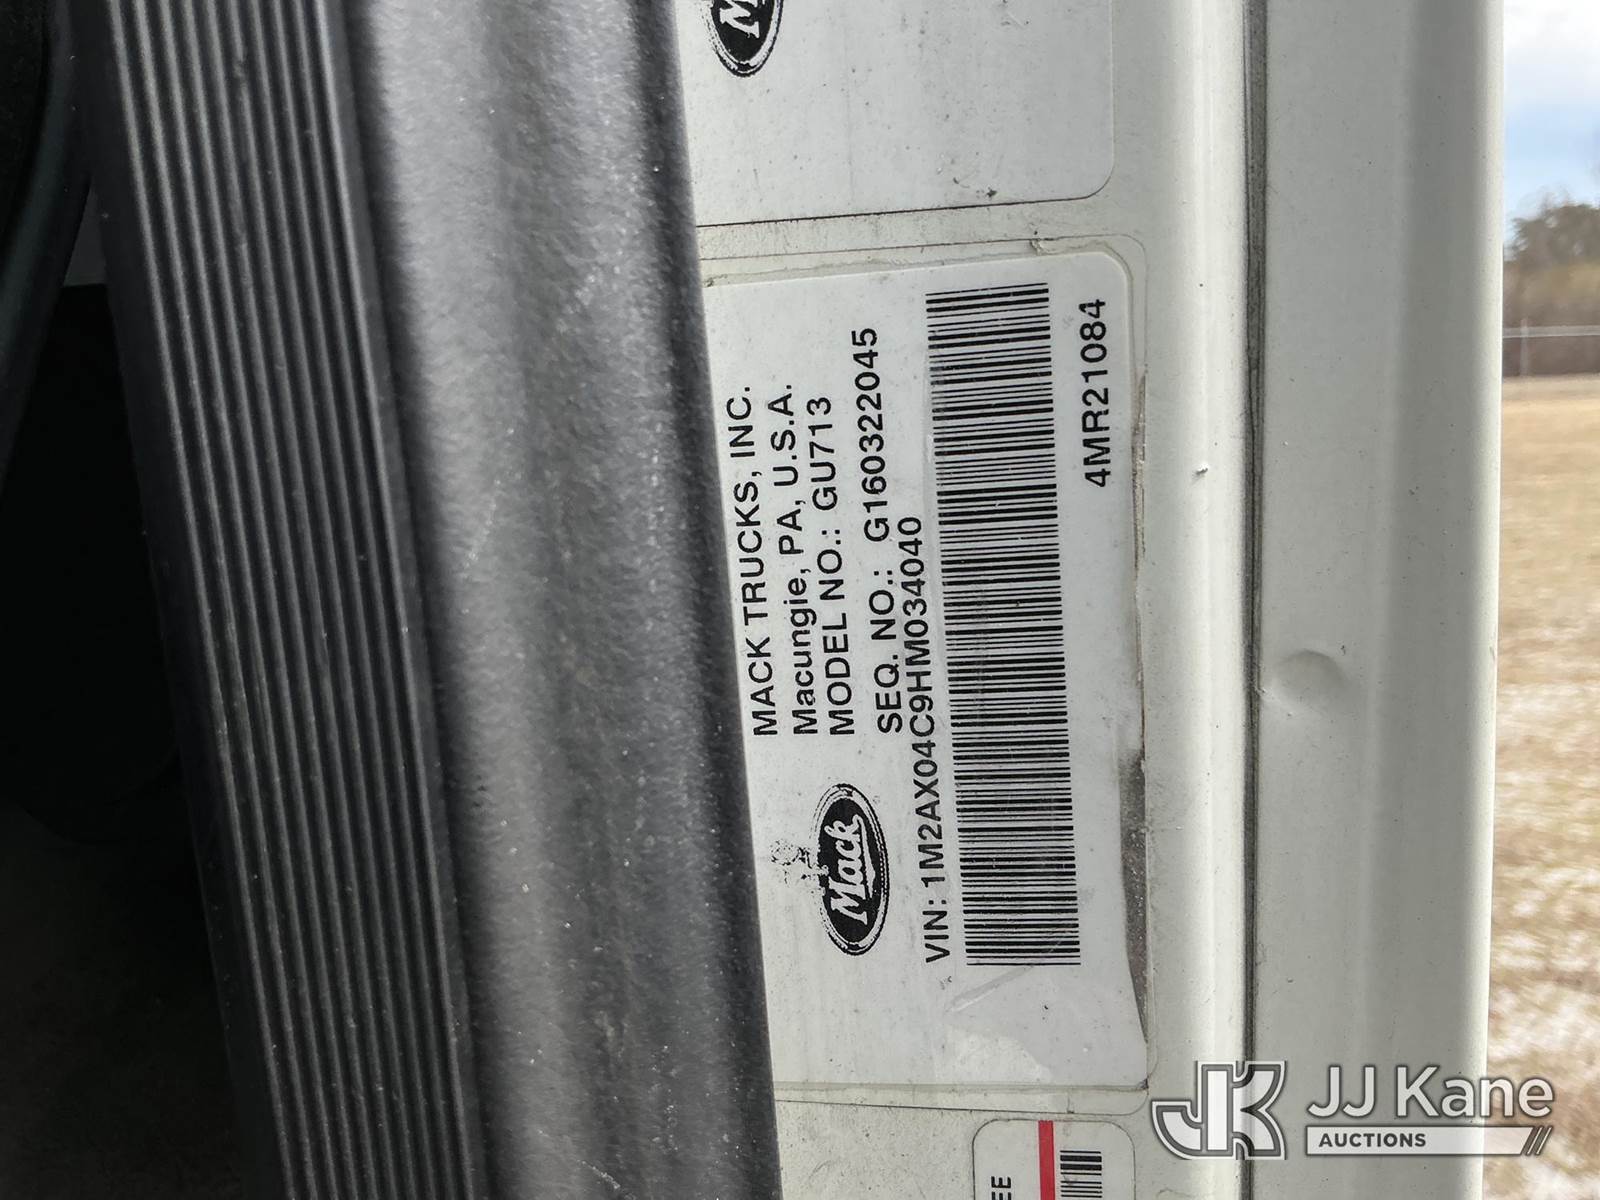 MACK TRUCKS, INC.
Macungie, PA, U.S.A.
MODEL NO.: GU713
SEQ. NO.: G160322045
Mack
VIN: 1M2AX04C9HM034040
4MR21084
JJ Kane
AUCTIONS